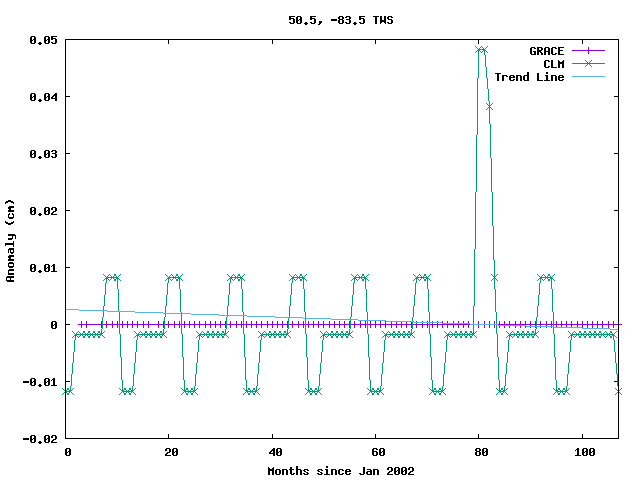 50.5, -83.5 TWS
GRACE
CLM
Trend Line
0.05
0.04
0.03
0.02
0.01
0
-0.01
-0.02
Anomaly (cm)
0 20 40 60 80 100
Months since Jan 2002